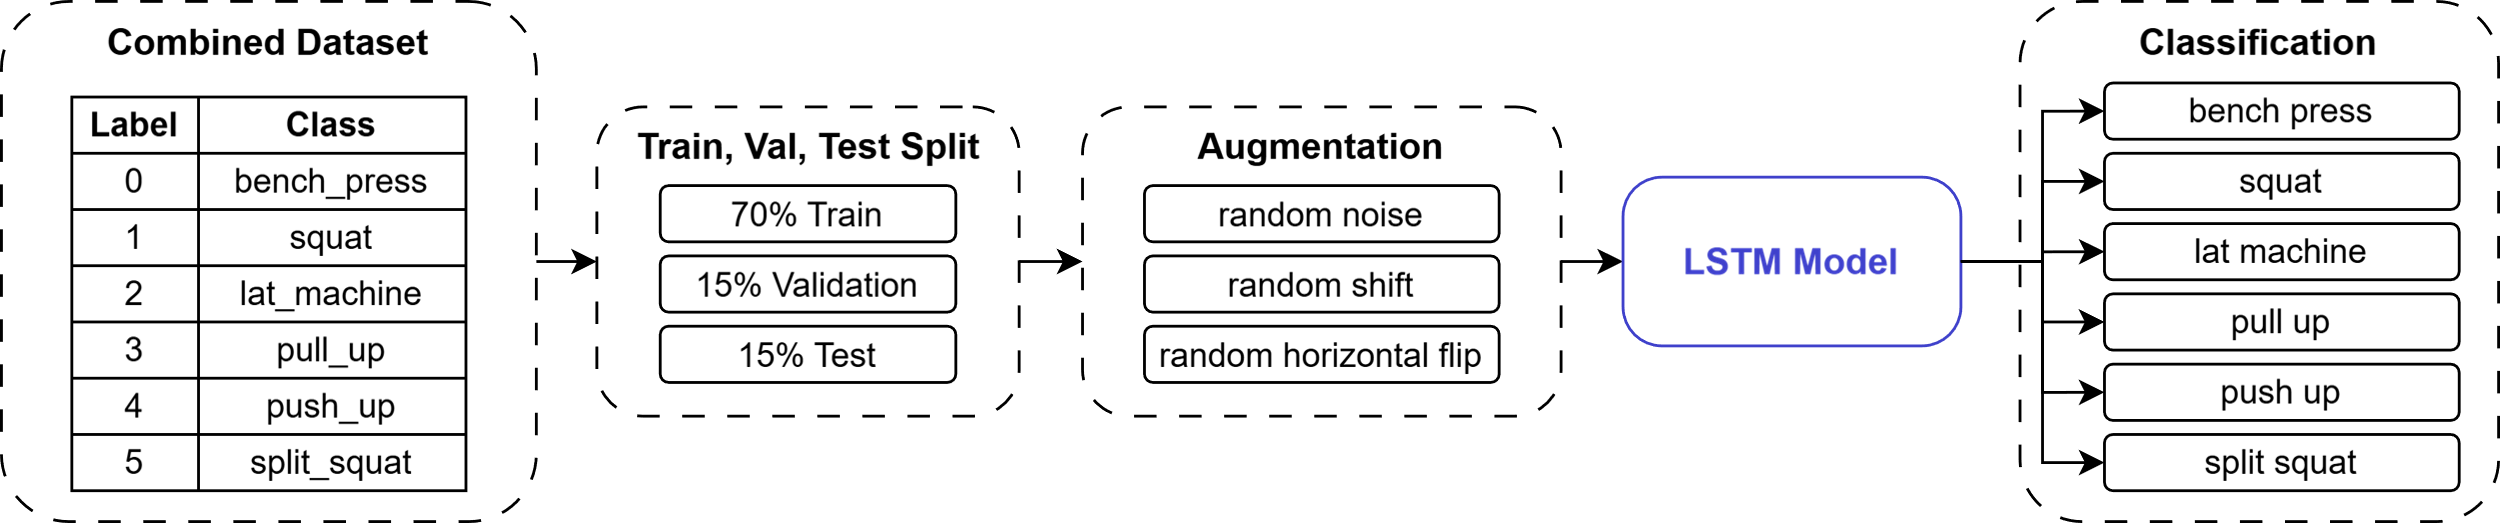 Combined Dataset
Label Class
0 bench_press
1 squat
2 lat_machine
3 pull_up
4 push_up
5 split_squat
Train, Val, Test Split
70% Train
15% Validation
15% Test
Augmentation
random noise
random shift
random horizontal flip
LSTM Model
Classification
bench press
squat
lat machine
pull up
push up
split squat